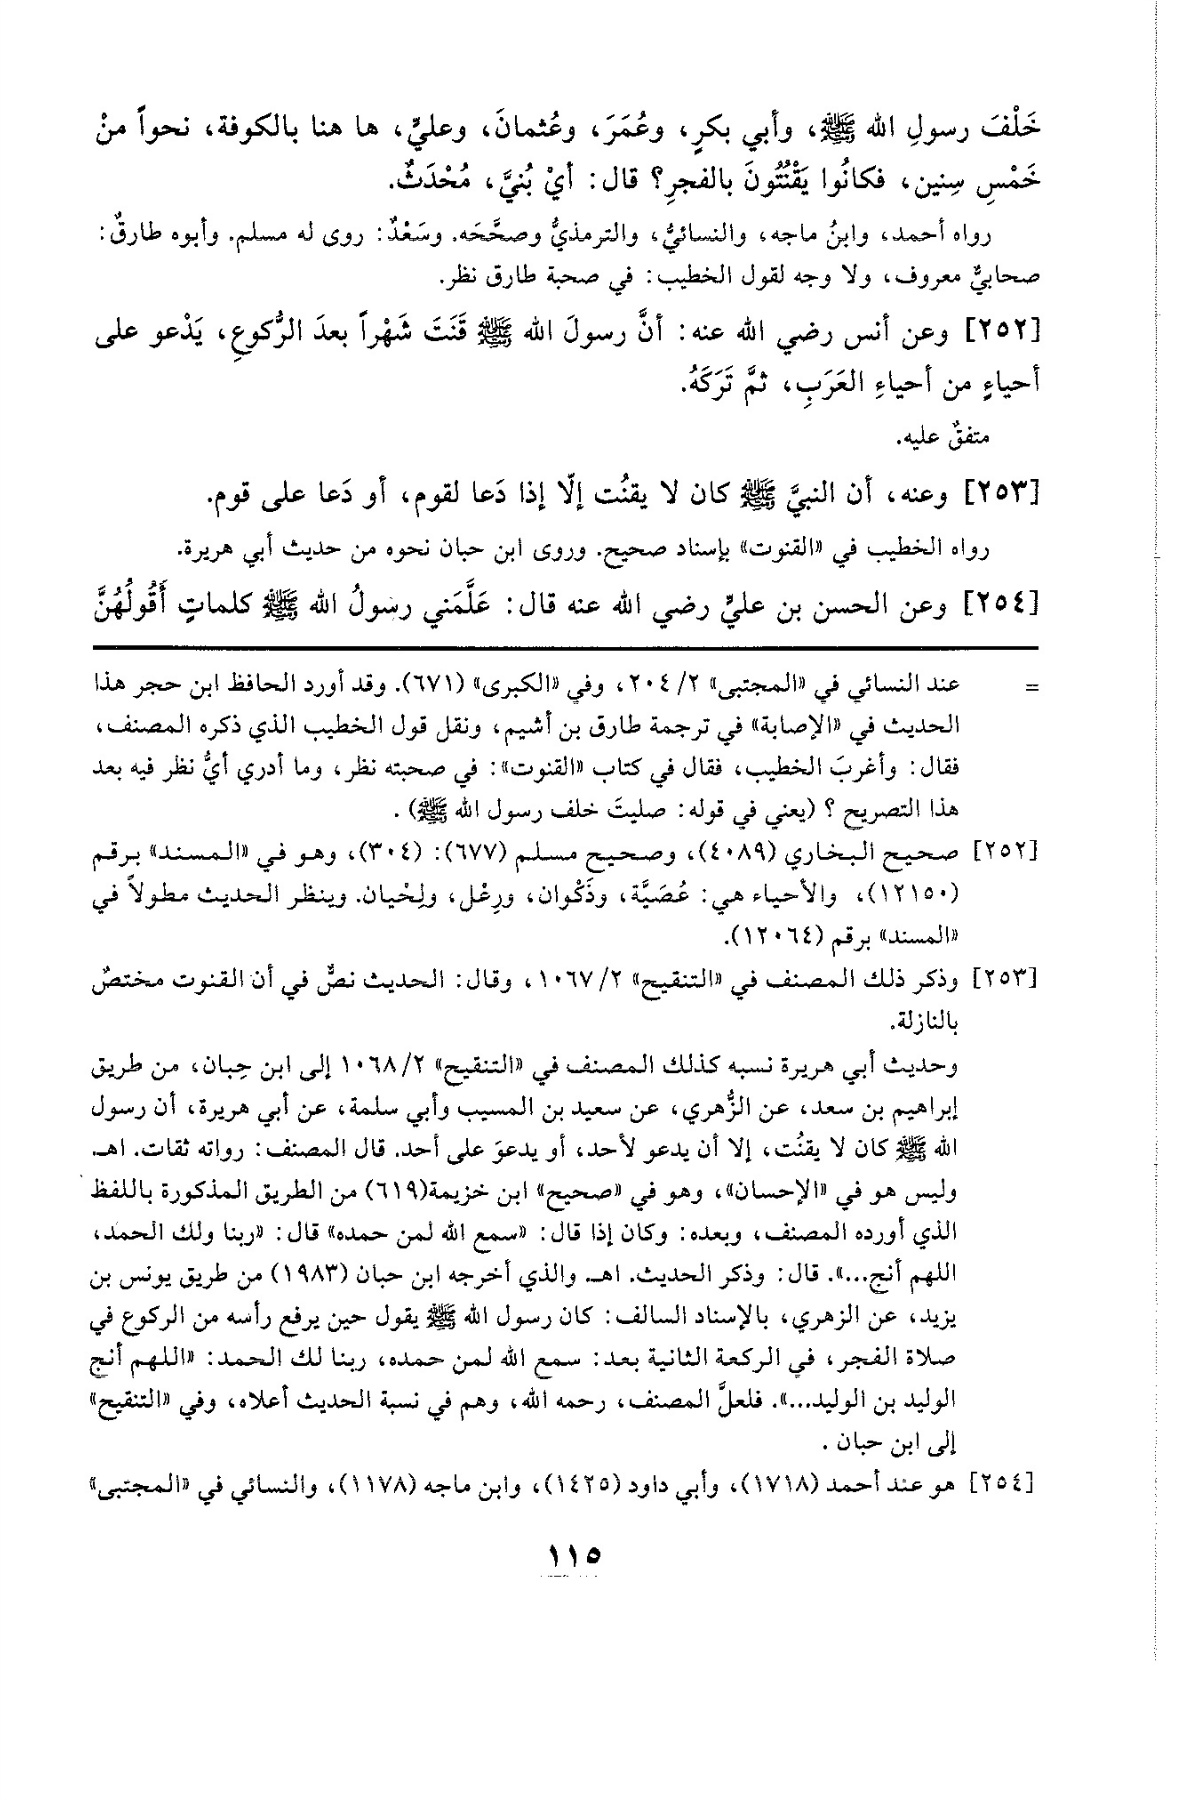 خَلْفَ رسولِ الله ﷺ، وأبي بكرٍ، وعُمَرَ، وعُثمانَ، وعليٍّ، ها هنا بالكوفة، نحواً منْ
خَمْسِ سِنين، فكانُوا يَقْنُتُونَ بالفجرِ؟ قال: أيْ بُنيَّ، مُحْدَثٌ.
رواه أحمد، وابنُ ماجه، والنسائيُّ، والترمذيُّ وصحَّحَه. وسَعْدٌ: روى له مسلم. وأبوه طارقٌ:
صحابيٌّ معروف، ولا وجه لقول الخطيب: في صحبة طارق نظر.
[٢٥٢] وعن أنس رضي الله عنه: أنَّ رسولَ الله ﷺ قَنَتَ شَهْراً بعدَ الرُّكوعِ، يَدْعو على
أحياءٍ من أحياءِ العَرَبِ، ثمَّ تَرَكَهُ.
متفقٌ عليه.
[٢٥٣] وعنه، أن النبيَّ ﷺ كان لا يقنُت إلّا إذا دَعا لقوم، أو دَعا على قوم.
رواه الخطيب في «القنوت» بإسناد صحيح. وروى ابن حبان نحوه من حديث أبي هريرة.
[٢٥٤] وعن الحسن بن عليٍّ رضي الله عنه قال: عَلَّمَني رسولُ الله ﷺ كلماتٍ أَقُولُهُنَّ
= عند النسائي في «المجتبى» ٢٠٤/٢، وفي «الكبرى» (٦٧١). وقد أورد الحافظ ابن حجر هذا
الحديث في «الإصابة» في ترجمة طارق بن أشيم، ونقل قول الخطيب الذي ذكره المصنف،
فقال: وأغربَ الخطيب، فقال في كتاب «القنوت»: في صحبته نظر، وما أدري أيُّ نظر فيه بعد
هذا التصريح ؟ (يعني في قوله: صليتَ خلف رسول الله ﷺ) .
[٢٥٢] صحيح البخاري (٤٠٨٩)، وصحيح مسلم (٦٧٧): (٣٠٤)، وهو في «المسند» برقم
(١٢١٥٠)، والأحياء هي: عُصَيَّة، وذَكْوان، ورِعْل، ولِحْيان. وينظر الحديث مطولاً في
«المسند» برقم (١٢٠٦٤).
[٢٥٣] وذكر ذلك المصنف في «التنقيح» ١٠٦٧/٢، وقال: الحديث نصٌّ في أن القنوت مختصٌ
بالنازلة.
وحديث أبي هريرة نسبه كذلك المصنف في «التنقيح» ١٠٦٨/٢ إلى ابن حِبان، من طريق
إبراهيم بن سعد، عن الزُّهري، عن سعيد بن المسيب وأبي سلمة، عن أبي هريرة، أن رسول
الله ﷺ كان لا يقنُت، إلا أن يدعو لأحد، أو يدعوَ على أحد. قال المصنف: رواته ثقات. اهـ.
وليس هو في «الإحسان»، وهو في «صحيح» ابن خزيمة(٦١٩) من الطريق المذكورة باللفظ
الذي أورده المصنف، وبعده: وكان إذا قال: «سمع الله لمن حمده» قال: «ربنا ولك الحمد،
اللهم أنج...». قال: وذكر الحديث. اهـ. والذي أخرجه ابن حبان (١٩٨٣) من طريق يونس بن
يزيد، عن الزهري، بالإسناد السالف: كان رسول الله ﷺ يقول حين يرفع رأسه من الركوع في
صلاة الفجر، في الركعة الثانية بعد: سمع الله لمن حمده، ربنا لك الحمد: «اللهم أنج
الوليد بن الوليد...». فلعلَّ المصنف، رحمه الله، وهم في نسبة الحديث أعلاه، وفي «التنقيح»
إلى ابن حبان .
[٢٥٤] هو عند أحمد (١٧١٨)، وأبي داود (١٤٢٥)، وابن ماجه (١١٧٨)، والنسائي في «المجتبى»
١١٥